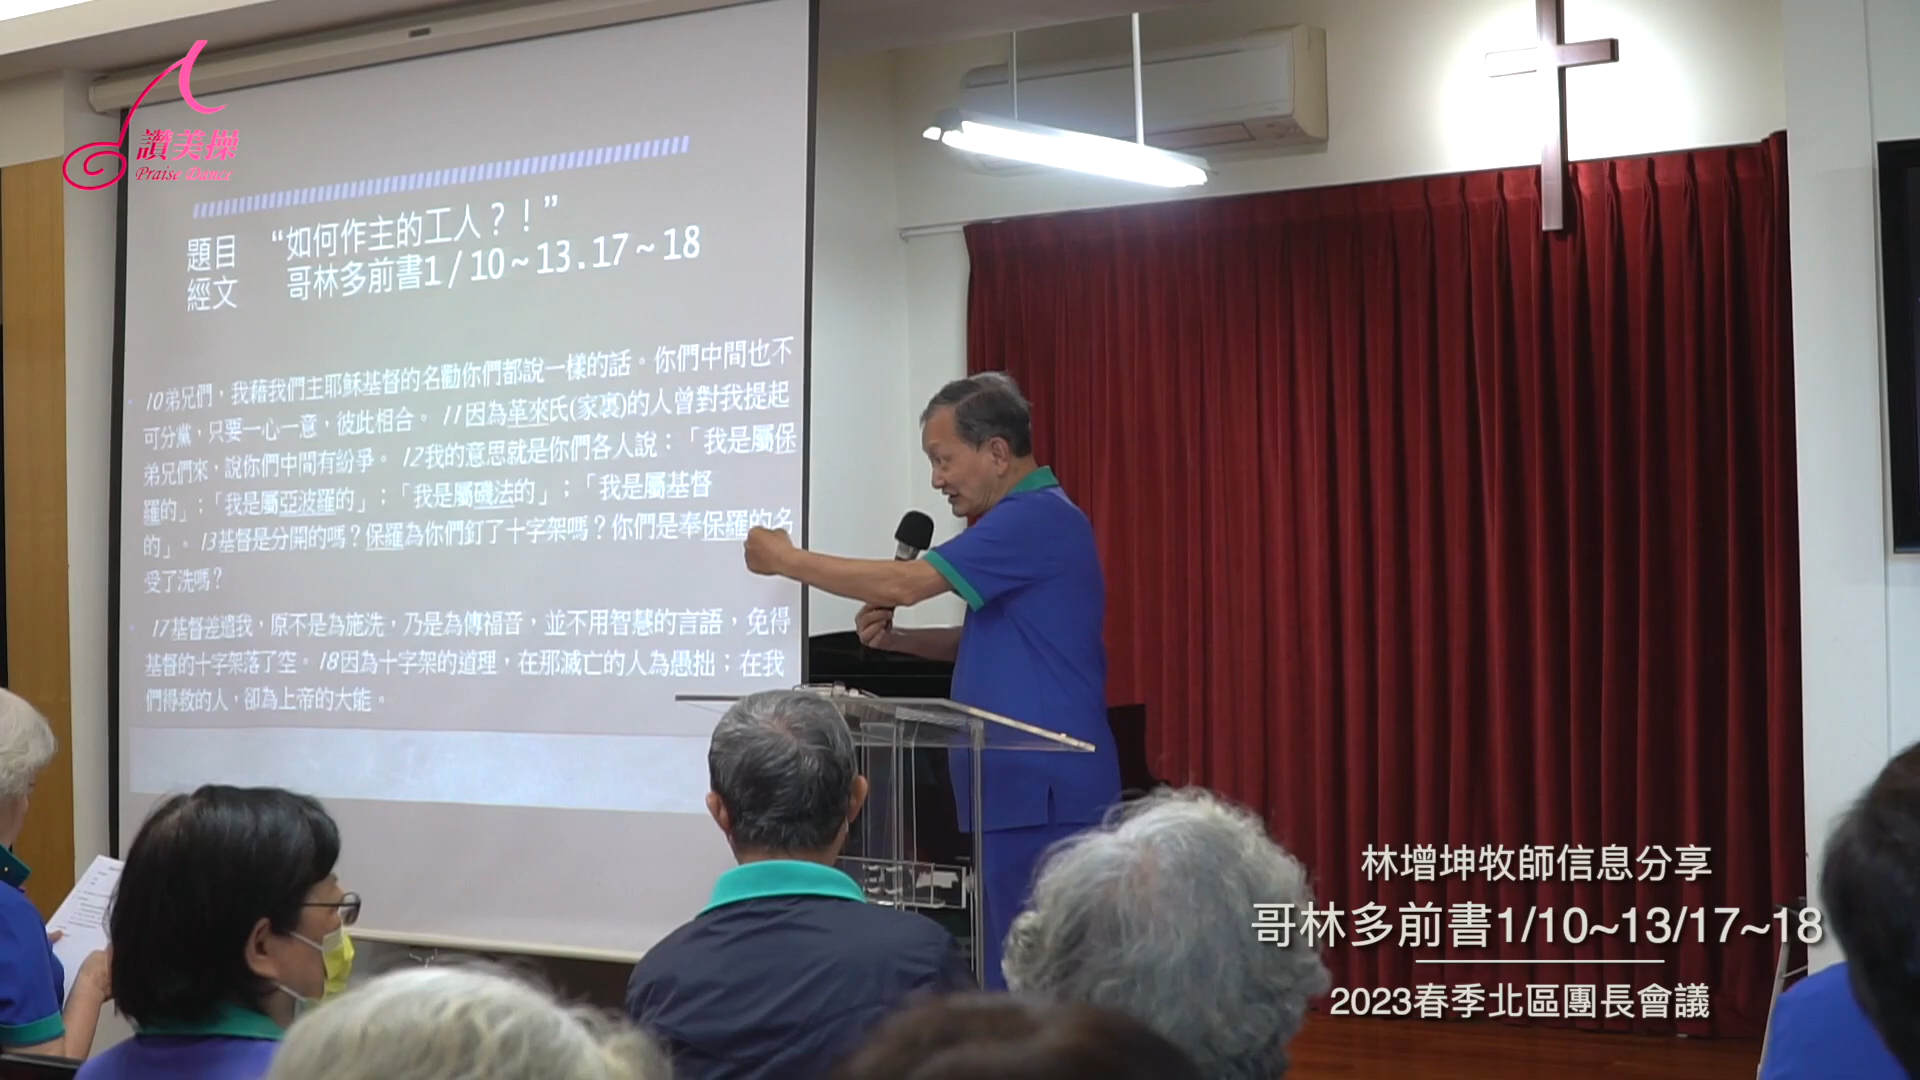 讚美操
Praise Dance
題目 “如何作主的工人？！”
經文 哥林多前書1/10~13.17~18
10弟兄們，我藉我們主耶穌基督的名勸你們都說一樣的話。你們中間也不
可分黨，只要一心一意，彼此相合。 11因為革來氏(家裏)的人曾對我提起
弟兄們來，說你們中間有紛爭。 12我的意思就是你們各人說：「我是屬保
羅的」；「我是屬亞波羅的」；「我是屬磯法的」；「我是屬基督
的」。 13基督是分開的嗎？保羅為你們釘了十字架嗎？你們是奉保羅的名
受了洗嗎？
17基督差遣我，原不是為施洗，乃是為傳福音，並不用智慧的言語，免得
基督的十字架落了空。18因為十字架的道理，在那滅亡的人為愚拙；在我
們得救的人，卻為上帝的大能。
林增坤牧師信息分享
哥林多前書1/10~13/17~18
2023春季北區團長會議